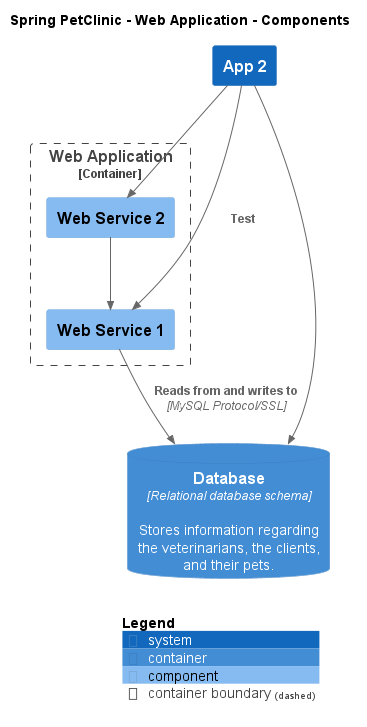 Spring PetClinic - Web Application - Components
App 2
Web Application
[Container]
Web Service 2
Test
Web Service 1
Reads from and writes to
[MySQL Protocol/SSL]
Database
[Relational database schema]
Stores information regarding
the veterinarians, the clients,
and their pets.
Legend
system
container
component
container boundary (dashed)